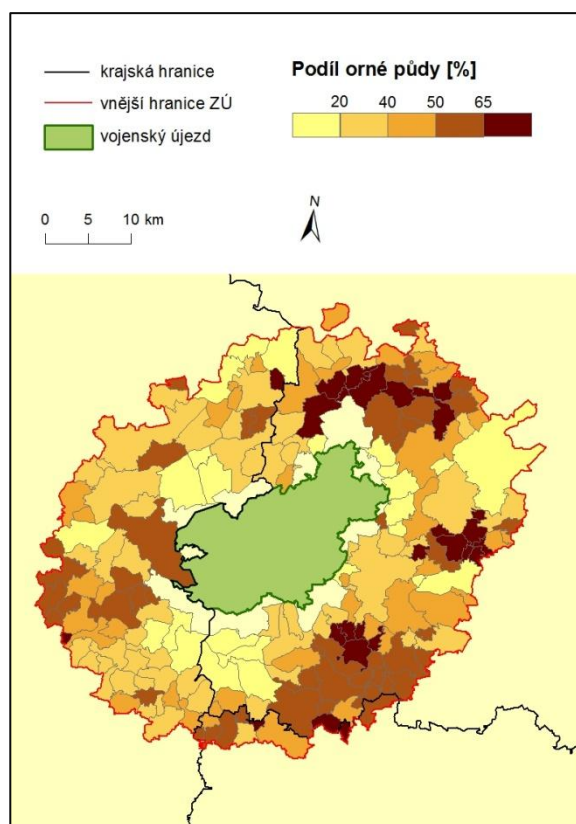 krajská hranice
vnější hranice ZÚ
vojenský újezd
Podíl orné půdy [%]
20 40 50 65
0 5 10 km
N